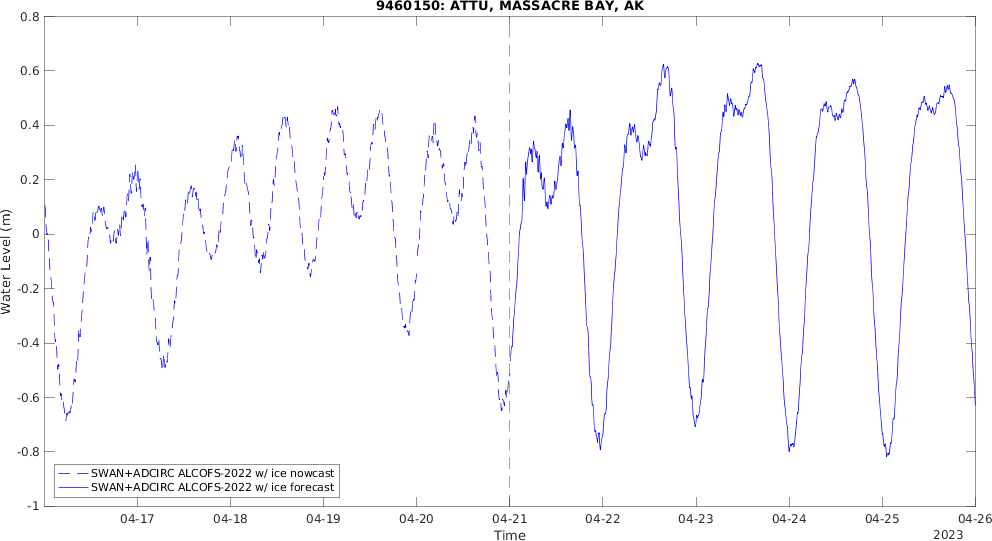 9460150: ATTU, MASSACRE BAY, AK
0.8
0.6
0.4
0.2
0
-0.2
-0.4
-0.6
-0.8
-1
Water Level (m)
SWAN+ADCIRC ALCOFS-2022 w/ ice nowcast
SWAN+ADCIRC ALCOFS-2022 w/ ice forecast
04-17 04-18 04-19 04-20 04-21 04-22 04-23 04-24 04-25 04-26
Time
2023